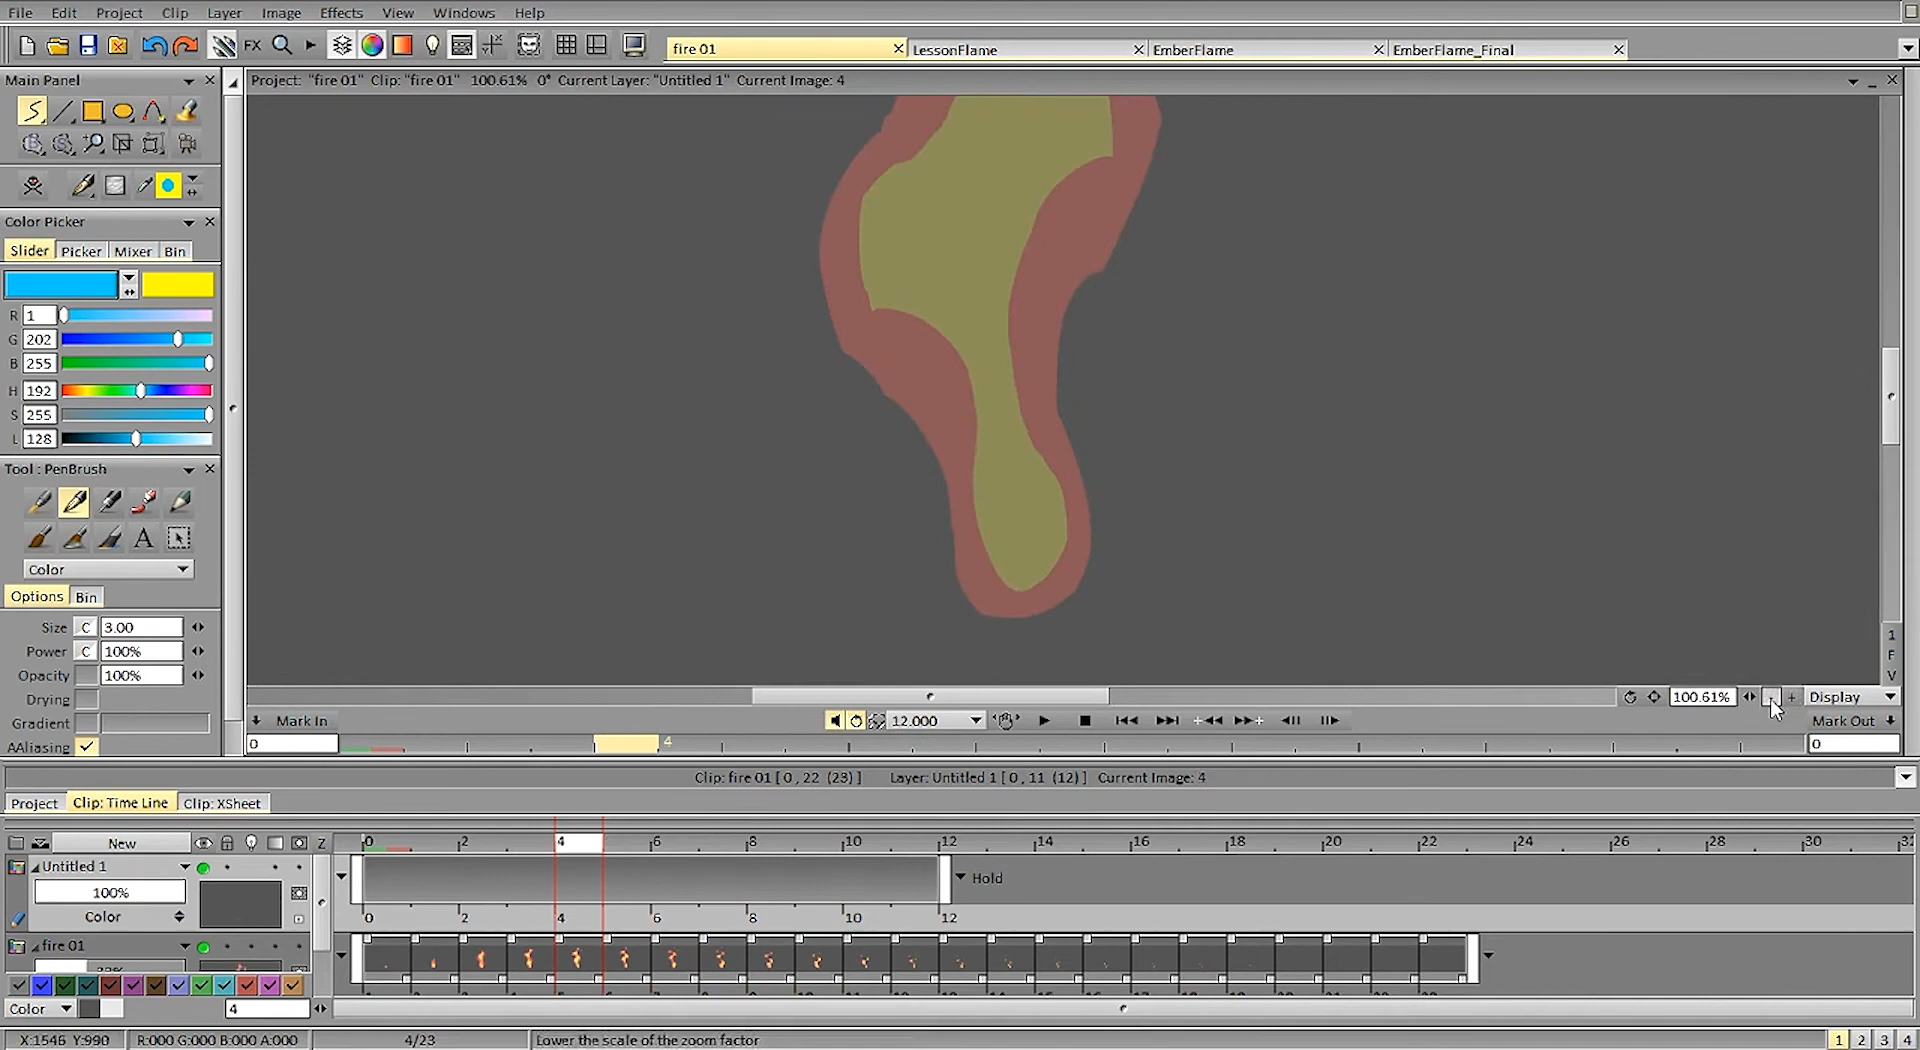 File Edit Project Clip Layer Image Effects View Windows Help
FX
fire 01 LessonFlame EmberFlame EmberFlame_Final
Main Panel
Project: "fire 01" Clip: "fire 01" 100.61% 0° Current Layer: "Untitled 1" Current Image: 4
Color Picker
Slider Picker Mixer Bin
R 1
G 202
B 255
H 192
S 255
L 128
Tool : PenBrush
A
Color
Options Bin
Size C 3.00
Power C 100%
Opacity 100%
Drying
Gradient
AAliasing
1
F
V
100.61% - + Display
Mark In 12.000 Mark Out
0 4 0
Clip: fire 01 [ 0 , 22 (23) ] Layer: Untitled 1 [ 0 , 11 (12) ] Current Image: 4
Project Clip: Time Line Clip: XSheet
New Z 0 2 4 6 8 10 12 14 16 18 20 22 24 26 28 30 32
Untitled 1
100% Hold
Color 0 2 4 6 8 10 12
fire 01
Color 4
X:1546 Y:990 R:000 G:000 B:000 A:000 4/23 Lower the scale of the zoom factor 1 2 3 4